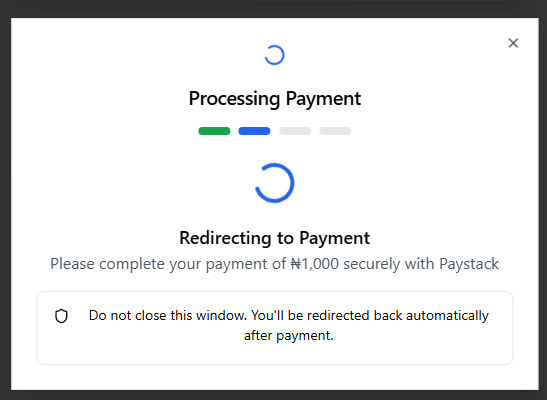 Processing Payment
Redirecting to Payment
Please complete your payment of ₦1,000 securely with Paystack
Do not close this window. You'll be redirected back automatically
after payment.